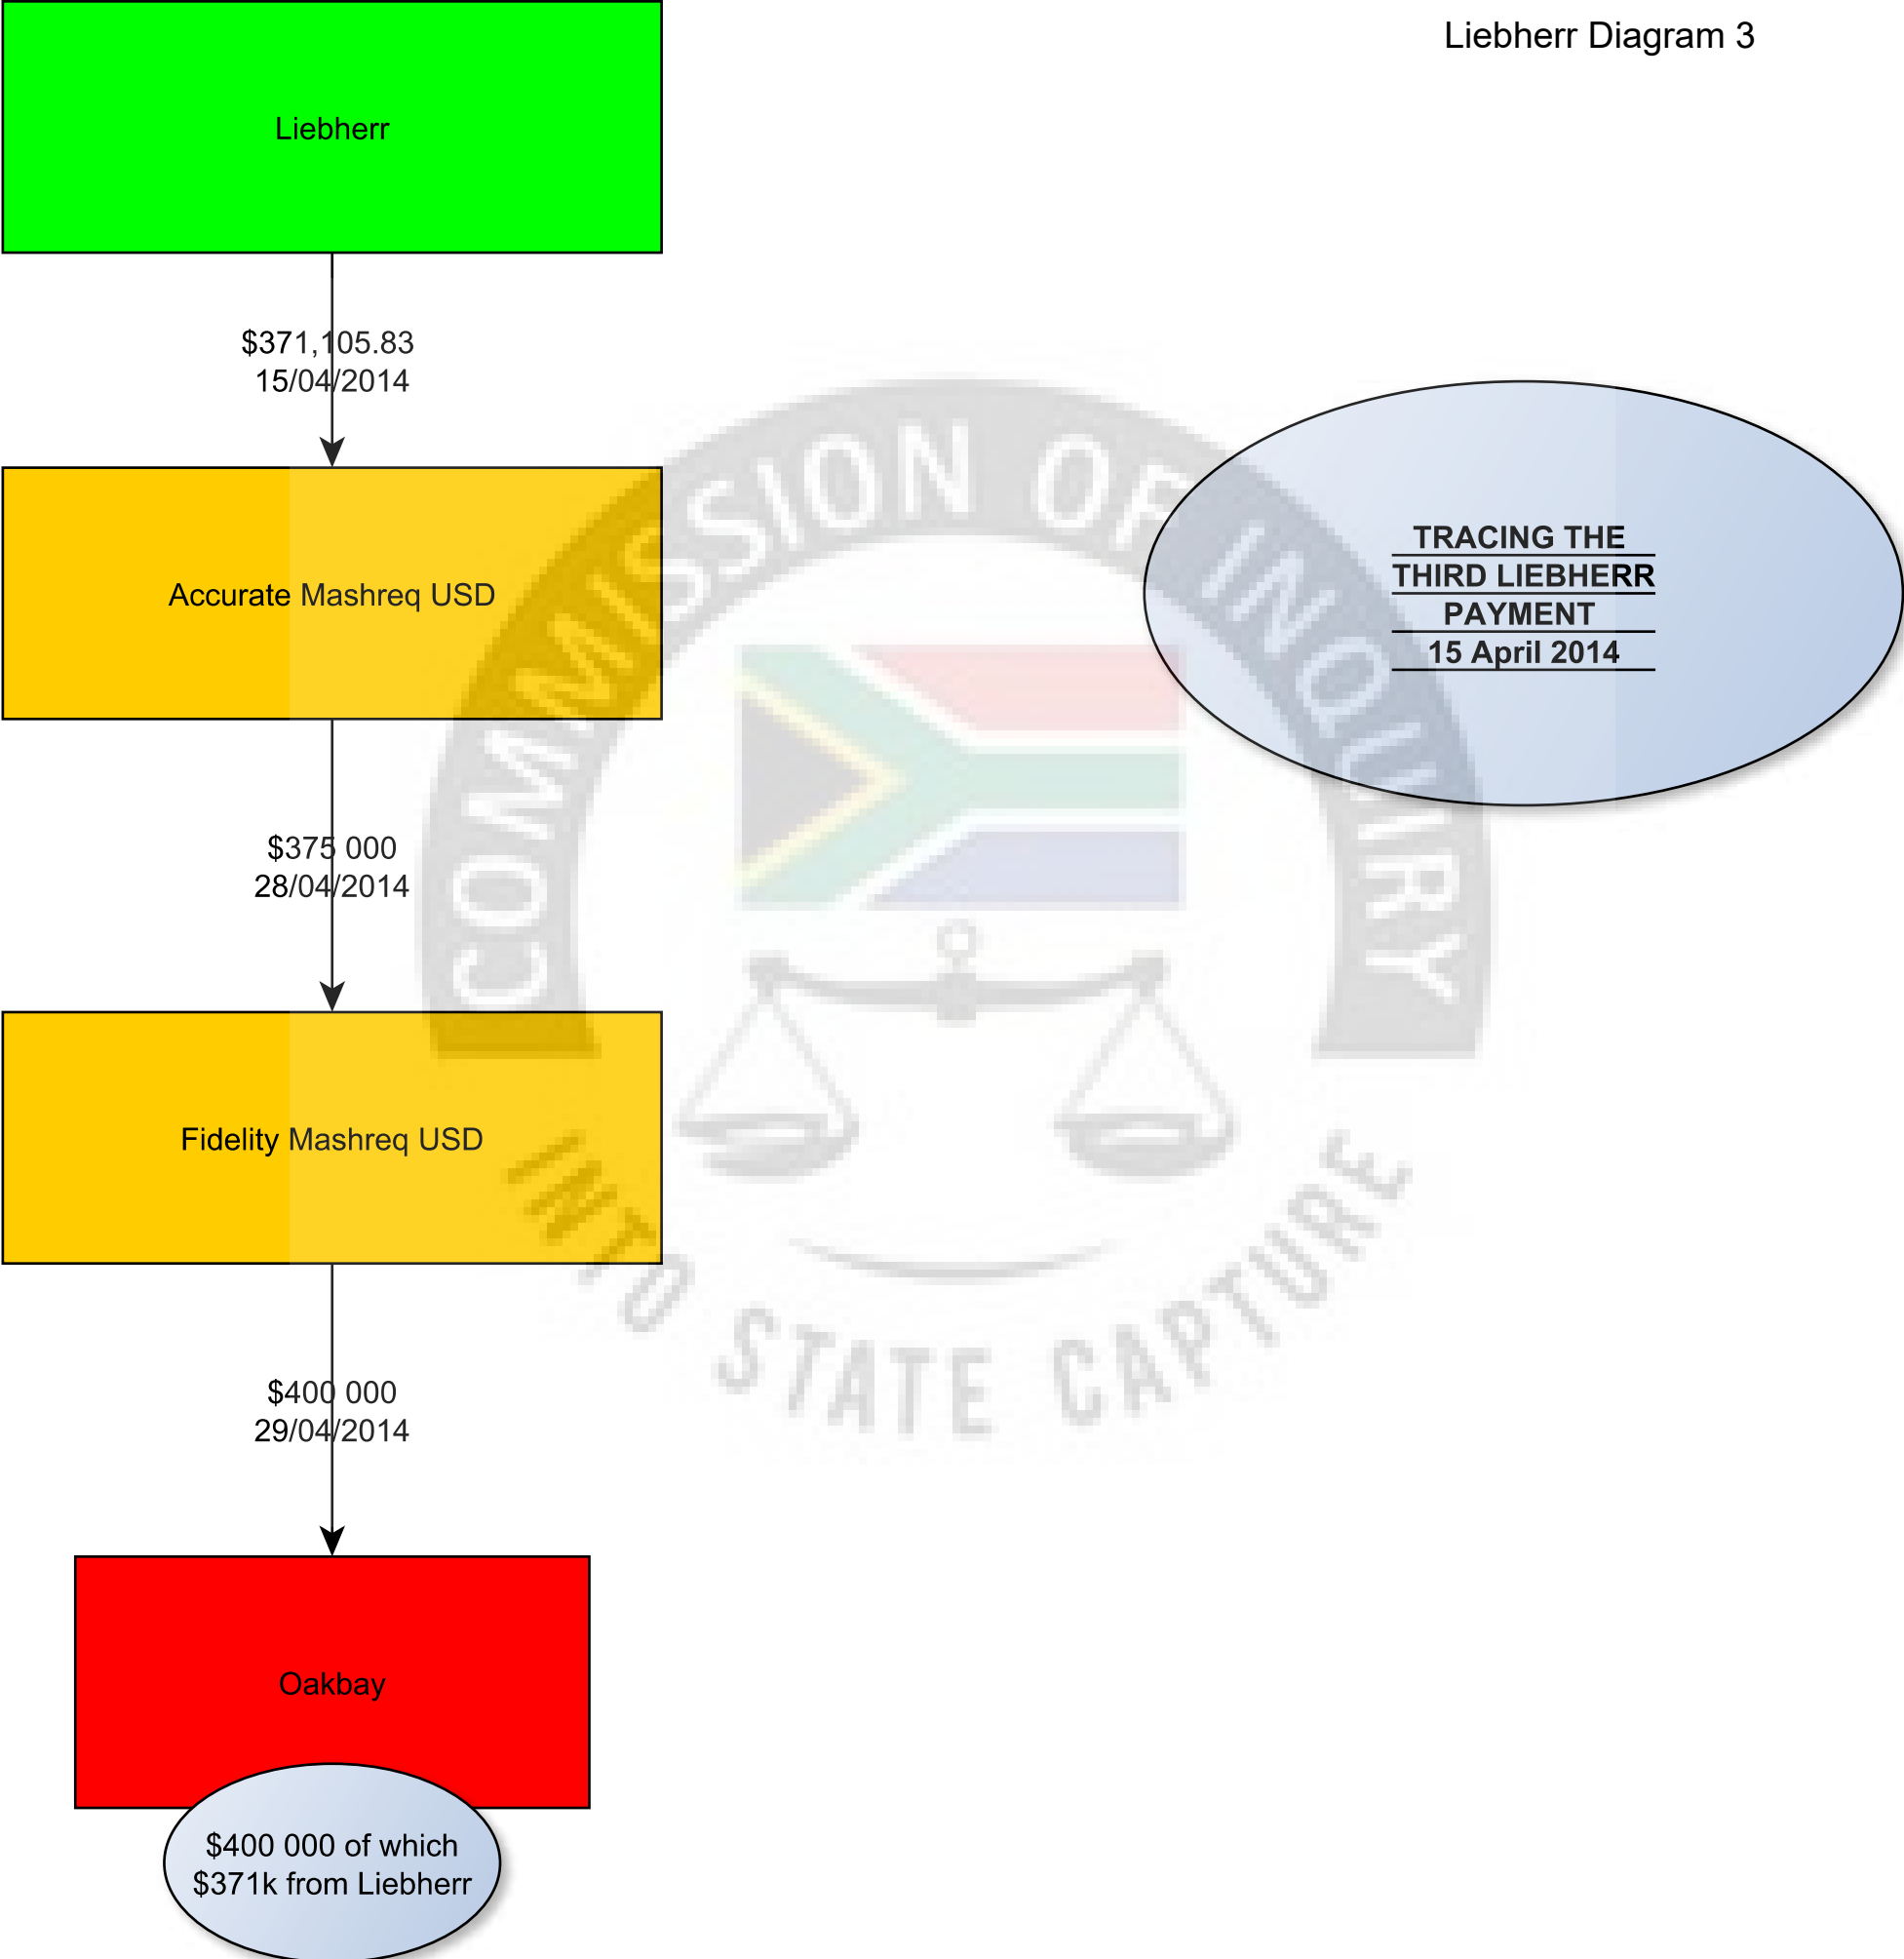 Liebherr Diagram 3
Liebherr
$371,105.83
15/04/2014
Accurate Mashreq USD
TRACING THE
THIRD LIEBHERR
PAYMENT
15 April 2014
$375 000
28/04/2014
Fidelity Mashreq USD
$400 000
29/04/2014
Oakbay
$400 000 of which
$371k from Liebherr
COMMISSION OF INQUIRY
INTO STATE CAPTURE